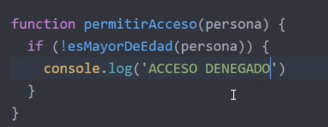 function permitirAcceso(persona) {
  if (!esMayorDeEdad(persona)) {
    console.log('ACCESO DENEGADO')
  }
}